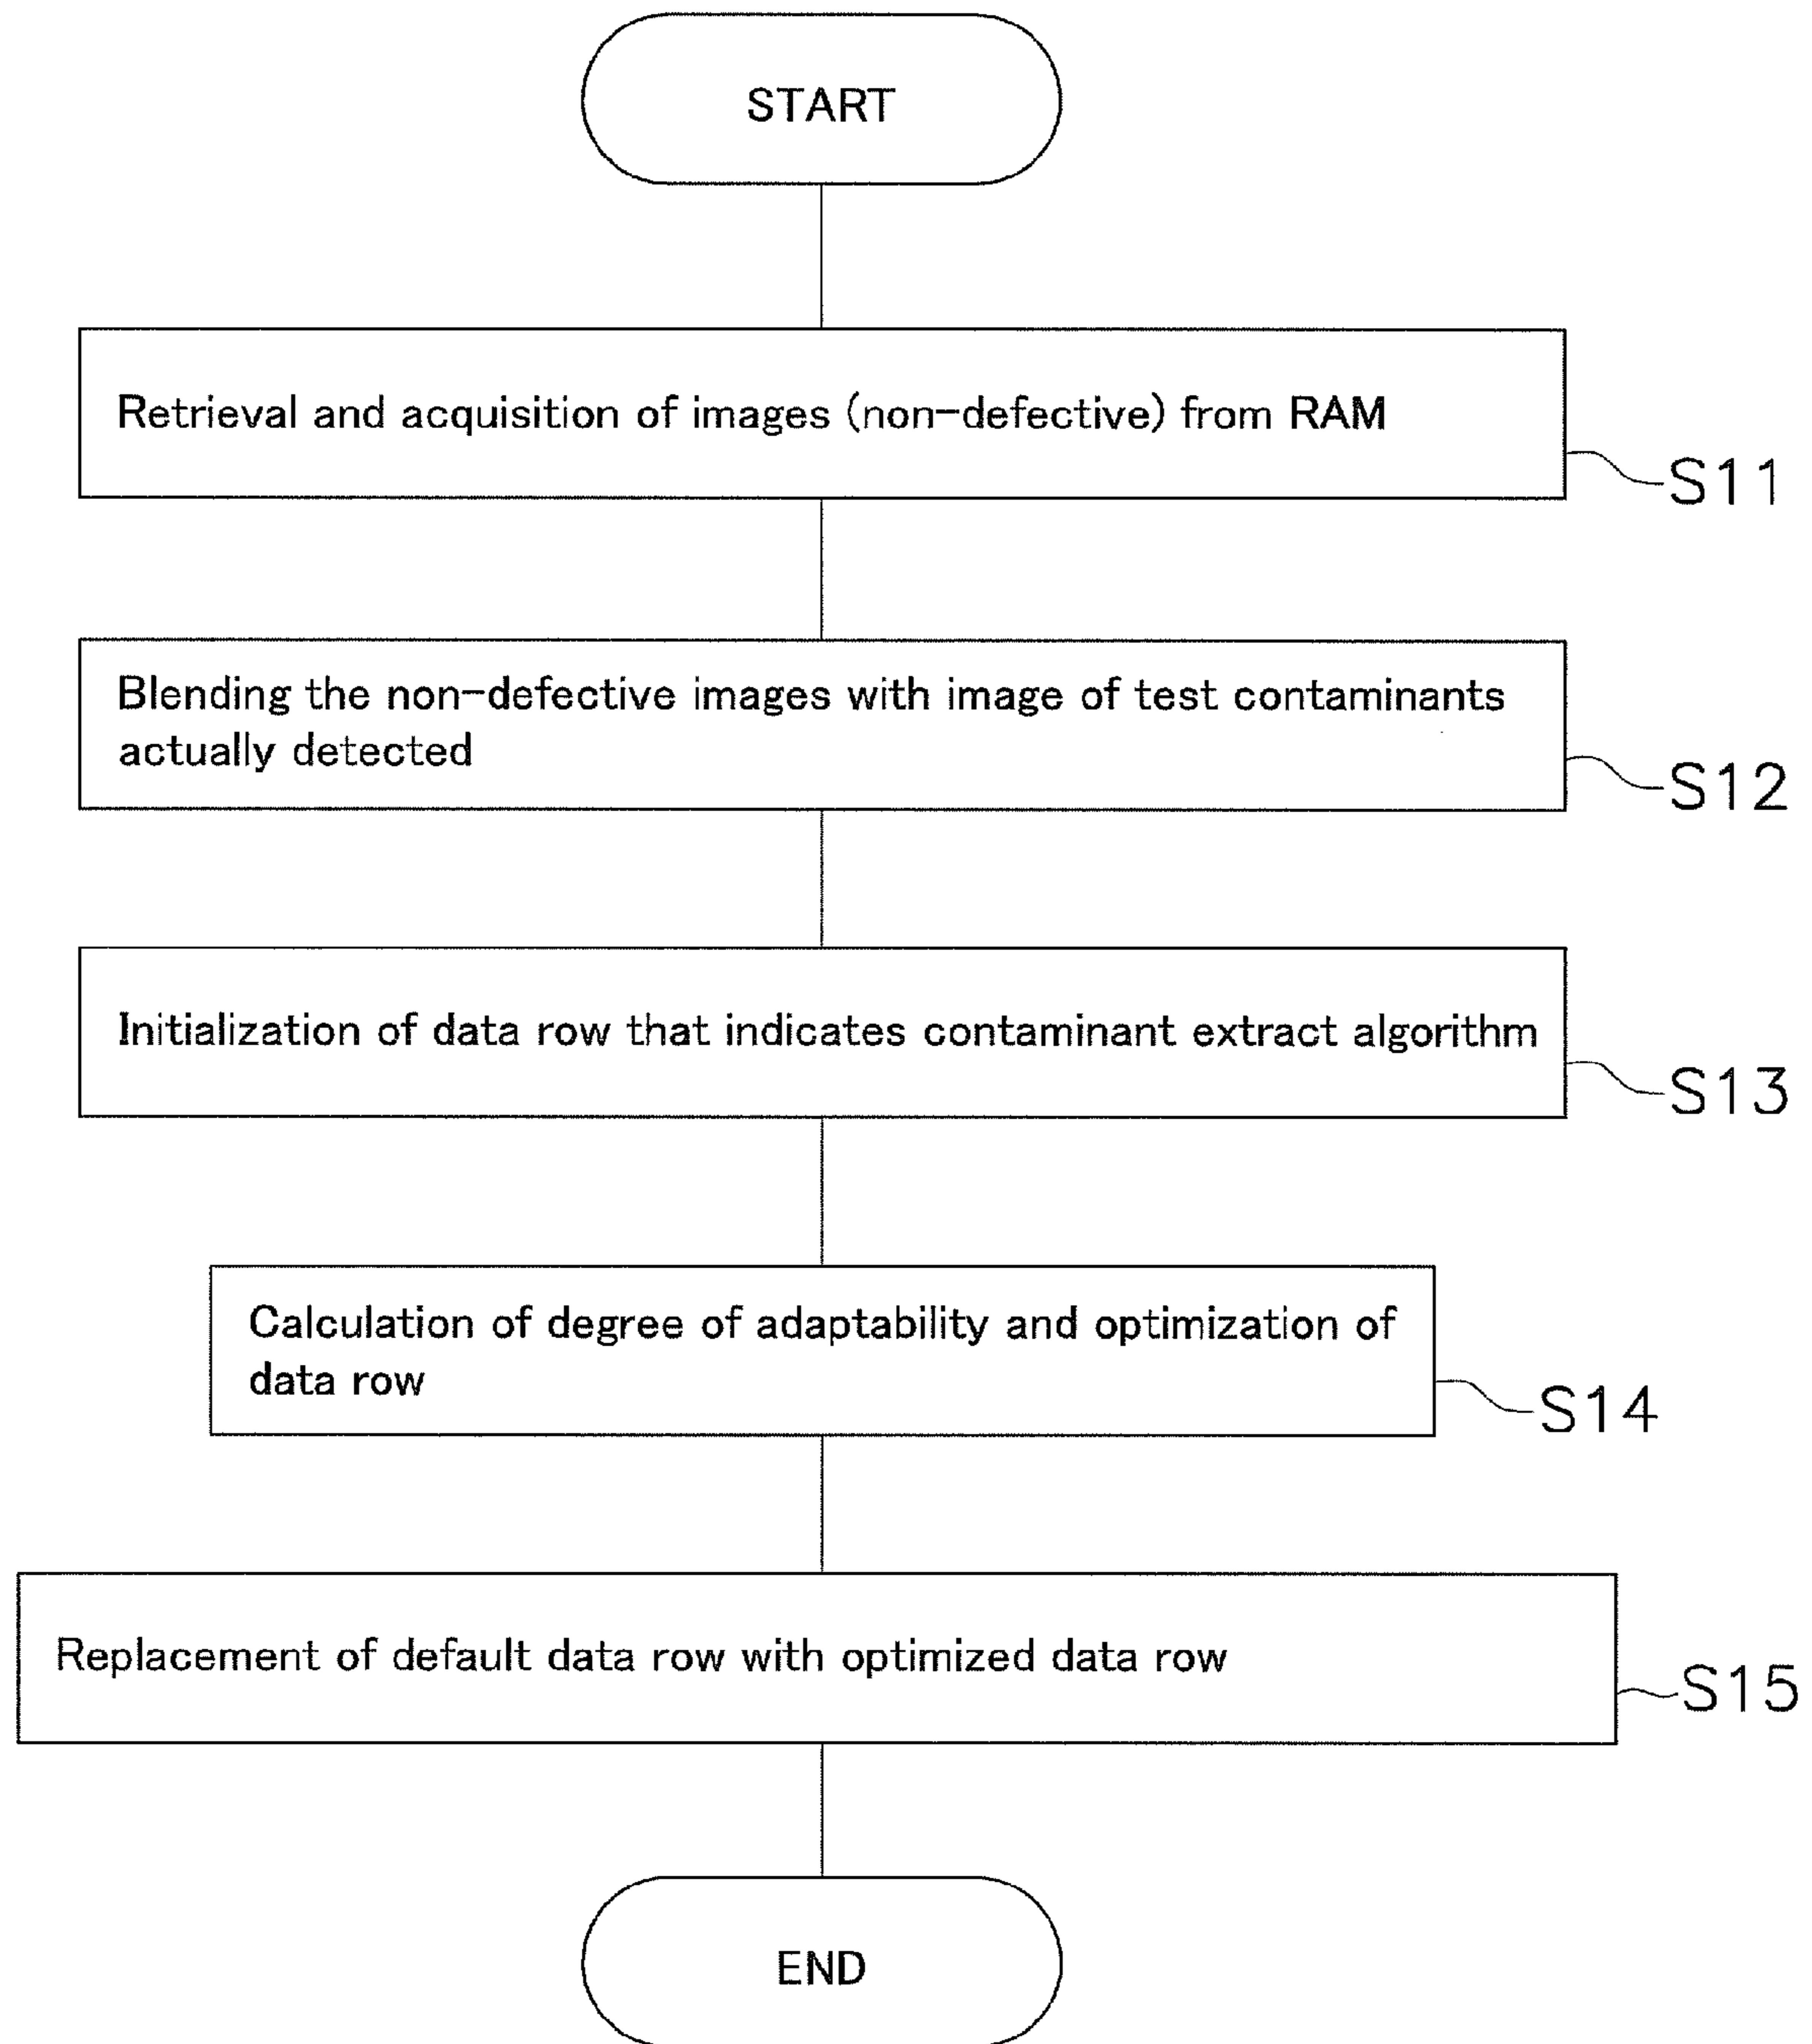 START
Retrieval and acquisition of images (non-defective) from RAM
S11
Blending the non-defective images with image of test contaminants
actually detected
S12
Initialization of data row that indicates contaminant extract algorithm
S13
Calculation of degree of adaptability and optimization of
data row
S14
Replacement of default data row with optimized data row
S15
END